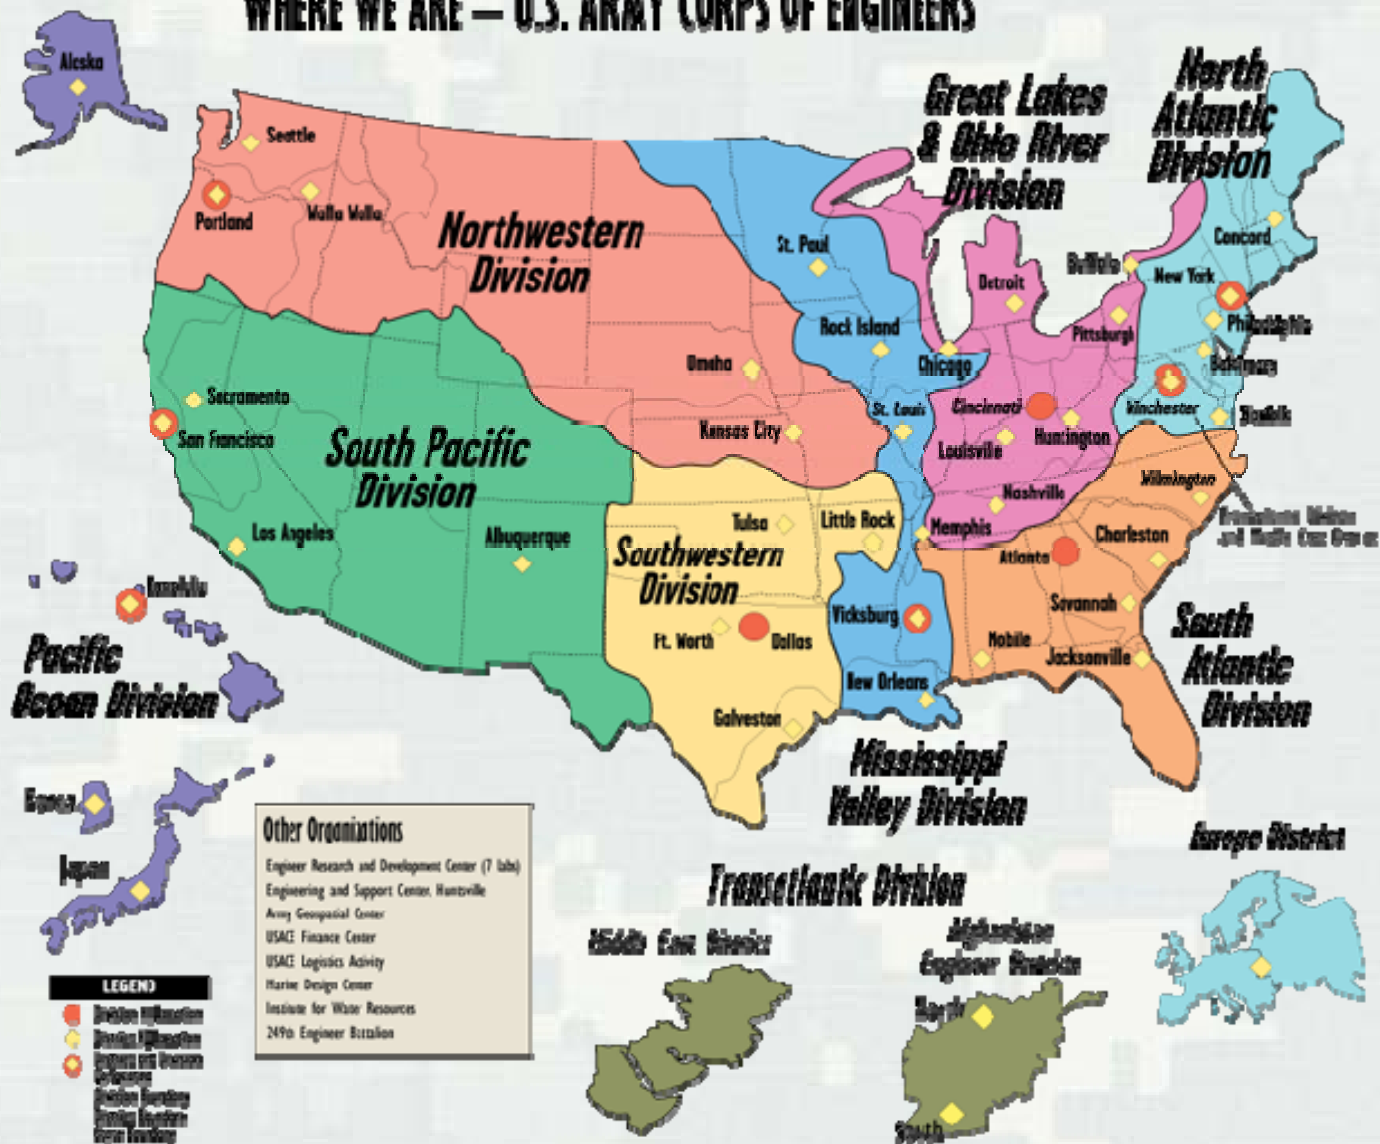 WHERE WE ARE — U.S. ARMY CORPS OF ENGINEERS
Alaska
Seattle
Portland
Walla Walla
Northwestern
Division
Great Lakes
& Ohio River
Division
North
Atlantic
Division
St. Paul
Concord
Buffalo
Detroit
New York
Rock Island
Pittsburgh
Philadelphia
Omaha
Chicago
Baltimore
Sacramento
San Francisco
South Pacific
Division
Kansas City
St. Louis
Cincinnati
Winchester
Norfolk
Louisville
Huntington
Los Angeles
Albuquerque
Tulsa
Little Rock
Nashville
Memphis
Wilmington
Charleston
Atlanta
Southwestern
Division
Honolulu
Savannah
Vicksburg
Ft. Worth
Dallas
Mobile
Jacksonville
South
Atlantic
Division
Pacific
Ocean Division
New Orleans
Galveston
Mississippi
Valley Division
Korea
Japan
Other Organizations
Engineer Research and Development Center (7 labs)
Engineering and Support Center, Huntsville
Army Geospatial Center
USACE Finance Center
USACE Logistics Activity
Marine Design Center
Institute for Water Resources
249th Engineer Battalion
Europe District
Transatlantic Division
Middle East District
Afghanistan
Engineer District
North
South
LEGEND
Division Headquarters
District Headquarters